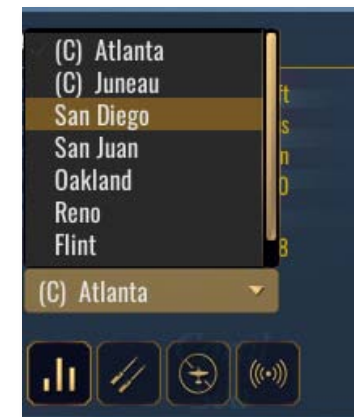 (C) Atlanta
(C) Juneau
San Diego
San Juan
Oakland
Reno
Flint
(C) Atlanta